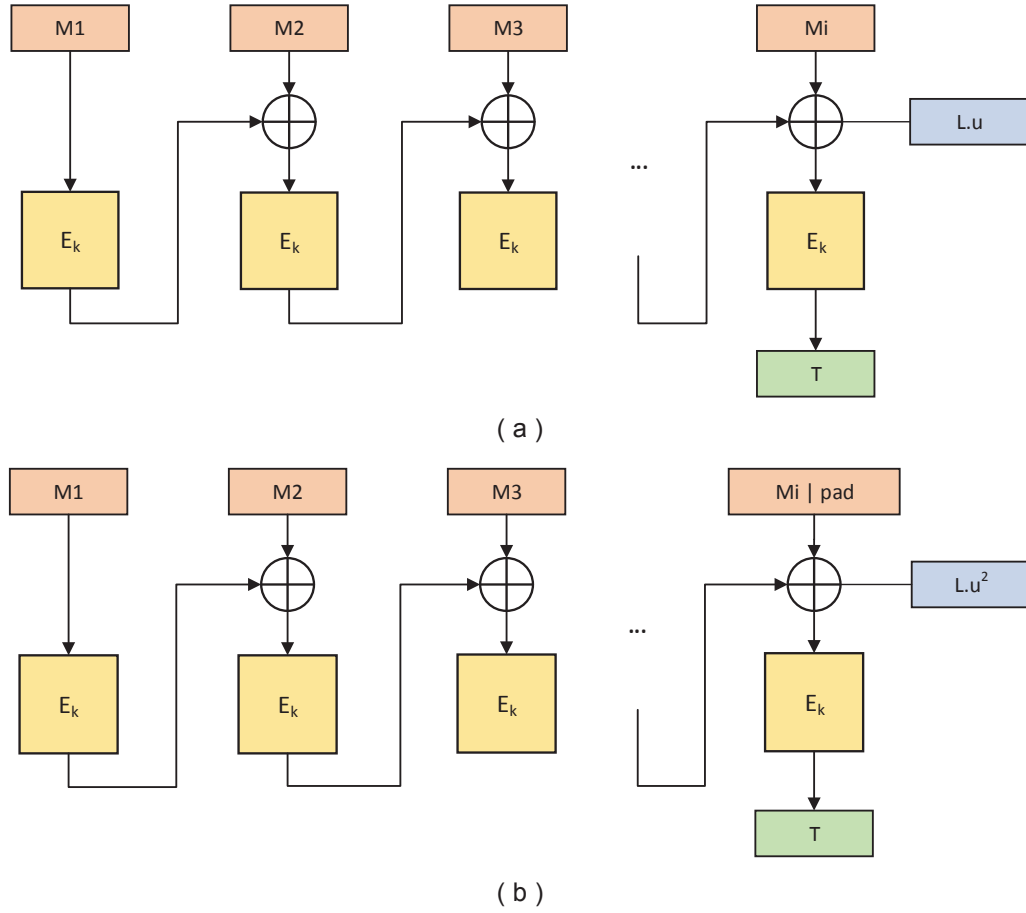 M1 M2 M3 Mi
L.u
...
Eₖ Eₖ Eₖ Eₖ
T
( a )
M1 M2 M3 Mi | pad
L.u²
...
Eₖ Eₖ Eₖ Eₖ
T
( b )